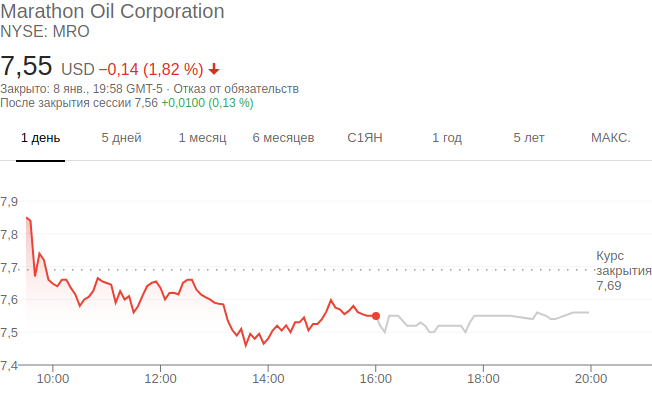 Marathon Oil Corporation
NYSE: MRO
7,55 USD −0,14 (1,82 %)
Закрыто: 8 янв., 19:58 GMT-5 · Отказ от обязательств
После закрытия сессии 7,56 +0,0100 (0,13 %)
1 день 5 дней 1 месяц 6 месяцев С1ЯН 1 год 5 лет МАКС.
7,9
7,8
7,7
7,6
7,5
7,4
Курс
закрытия
7,69
10:00 12:00 14:00 16:00 18:00 20:00